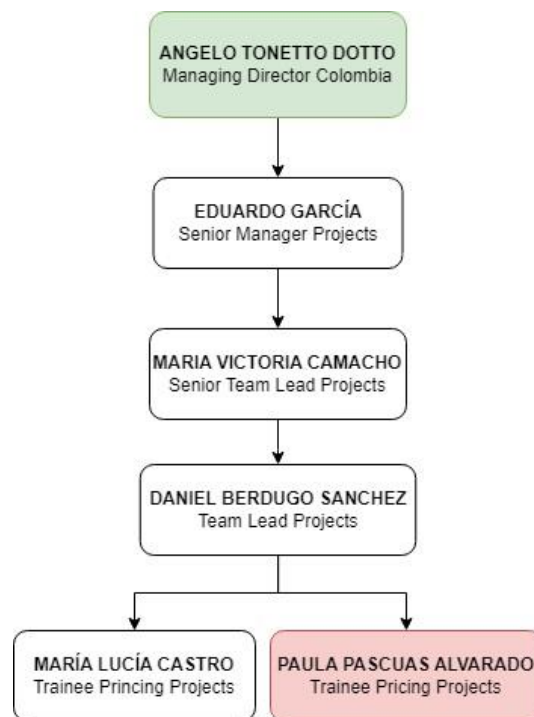 ANGELO TONETTO DOTTO
Managing Director Colombia
EDUARDO GARCÍA
Senior Manager Projects
MARIA VICTORIA CAMACHO
Senior Team Lead Projects
DANIEL BERDUGO SANCHEZ
Team Lead Projects
MARÍA LUCÍA CASTRO
Trainee Princing Projects
PAULA PASCUAS ALVARADO
Trainee Pricing Projects